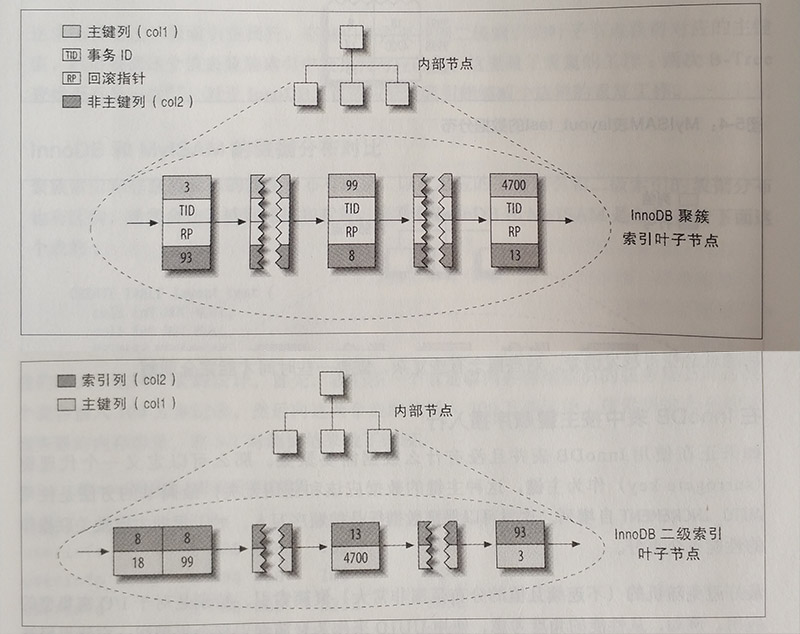 主键列（col1）
TID 事务 ID
RP 回滚指针
非主键列（col2）
内部节点
3 99 4700
TID TID TID
RP RP RP
93 8 13
InnoDB 聚簇
索引叶子节点
索引列（col2）
主键列（col1）
内部节点
8 8 13 93
18 99 4700 3
InnoDB 二级索引
叶子节点